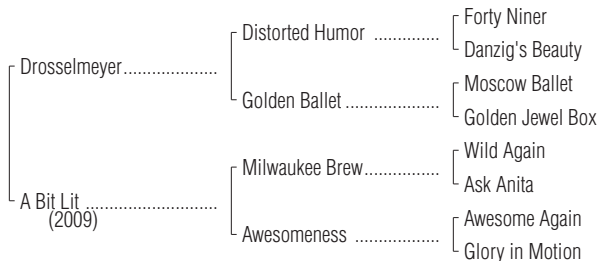 Forty Niner
Distorted Humor ..............
Danzig's Beauty
Drosselmeyer.....................
Moscow Ballet
Golden Ballet .....................
Golden Jewel Box
Wild Again
Milwaukee Brew.................
Ask Anita
A Bit Lit .............................
(2009)
Awesome Again
Awesomeness ...................
Glory in Motion